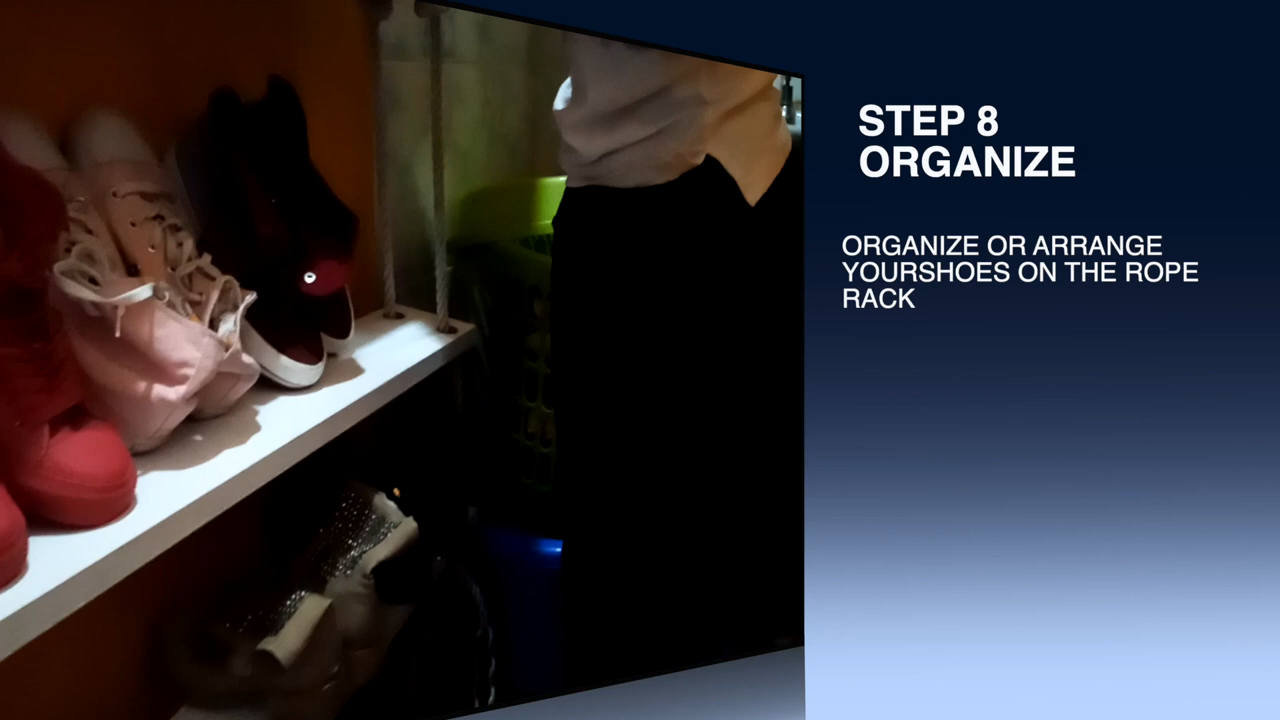 STEP 8
ORGANIZE
ORGANIZE OR ARRANGE
YOURSHOES ON THE ROPE
RACK